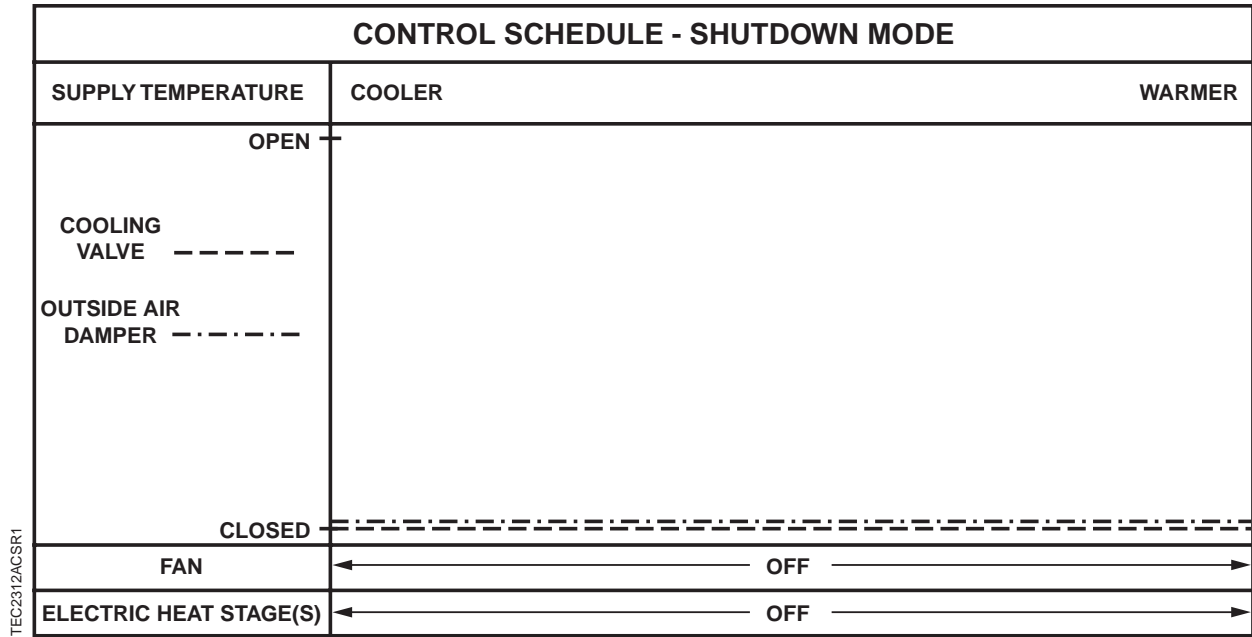 CONTROL SCHEDULE - SHUTDOWN MODE
SUPPLY TEMPERATURE COOLER WARMER
OPEN
COOLING
VALVE
OUTSIDE AIR
DAMPER
CLOSED
FAN OFF
ELECTRIC HEAT STAGE(S) OFF
TEC2312ACSR1